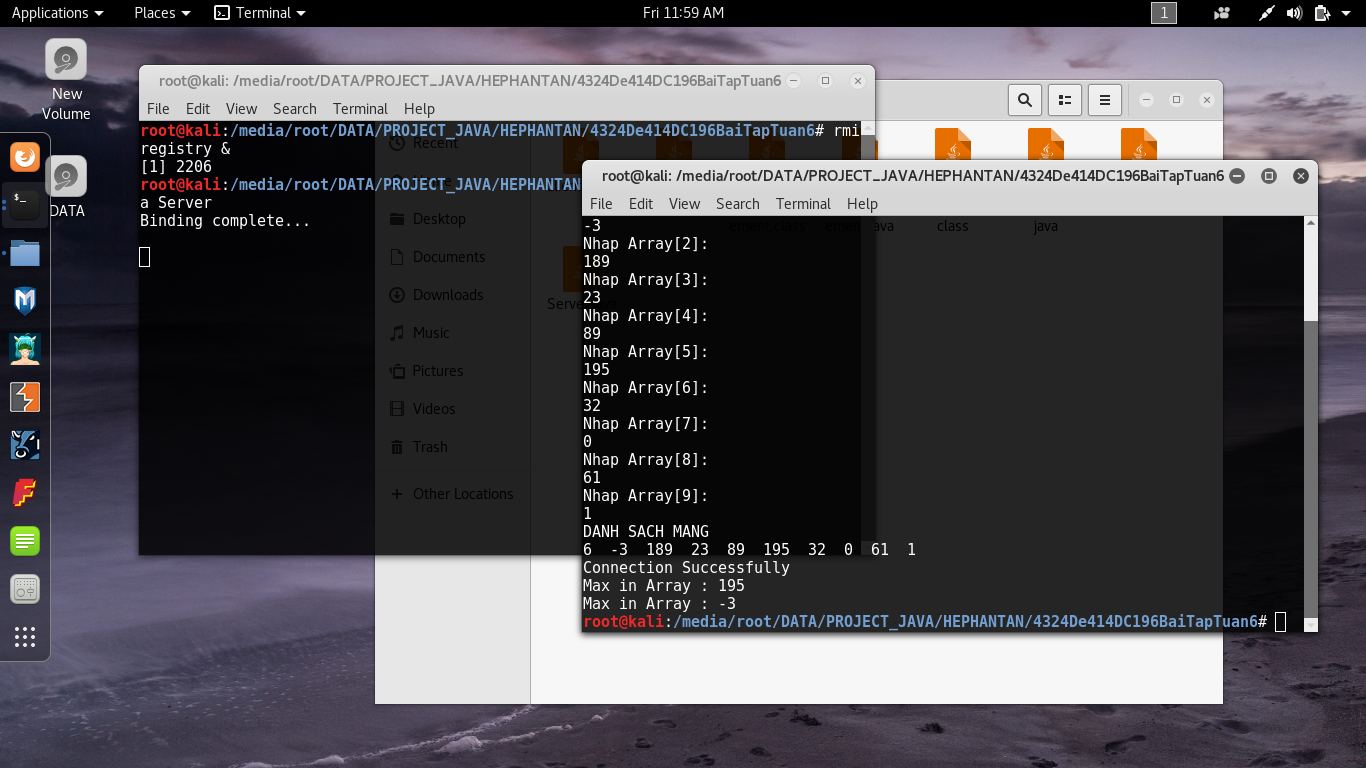 Applications
Places
Terminal
Fri 11:59 AM
1
New
Volume
DATA
root@kali: /media/root/DATA/PROJECT_JAVA/HEPHANTAN/4324De414DC196BaiTapTuan6
File Edit View Search Terminal Help
root@kali:/media/root/DATA/PROJECT_JAVA/HEPHANTAN/4324De414DC196BaiTapTuan6# rmi
registry &
[1] 2206
root@kali:/media/root/DATA/PROJECT_JAVA/HEPHANTAN
a Server
Binding complete...
Recent
Desktop
Documents
Downloads
Music
Pictures
Videos
Trash
Other Locations
class
java
root@kali: /media/root/DATA/PROJECT_JAVA/HEPHANTAN/4324De414DC196BaiTapTuan6
File Edit View Search Terminal Help
-3
Nhap Array[2]:
189
Nhap Array[3]:
23
Nhap Array[4]:
89
Nhap Array[5]:
195
Nhap Array[6]:
32
Nhap Array[7]:
0
Nhap Array[8]:
61
Nhap Array[9]:
1
DANH SACH MANG
6 -3 189 23 89 195 32 0 61 1
Connection Successfully
Max in Array : 195
Max in Array : -3
root@kali:/media/root/DATA/PROJECT_JAVA/HEPHANTAN/4324De414DC196BaiTapTuan6#